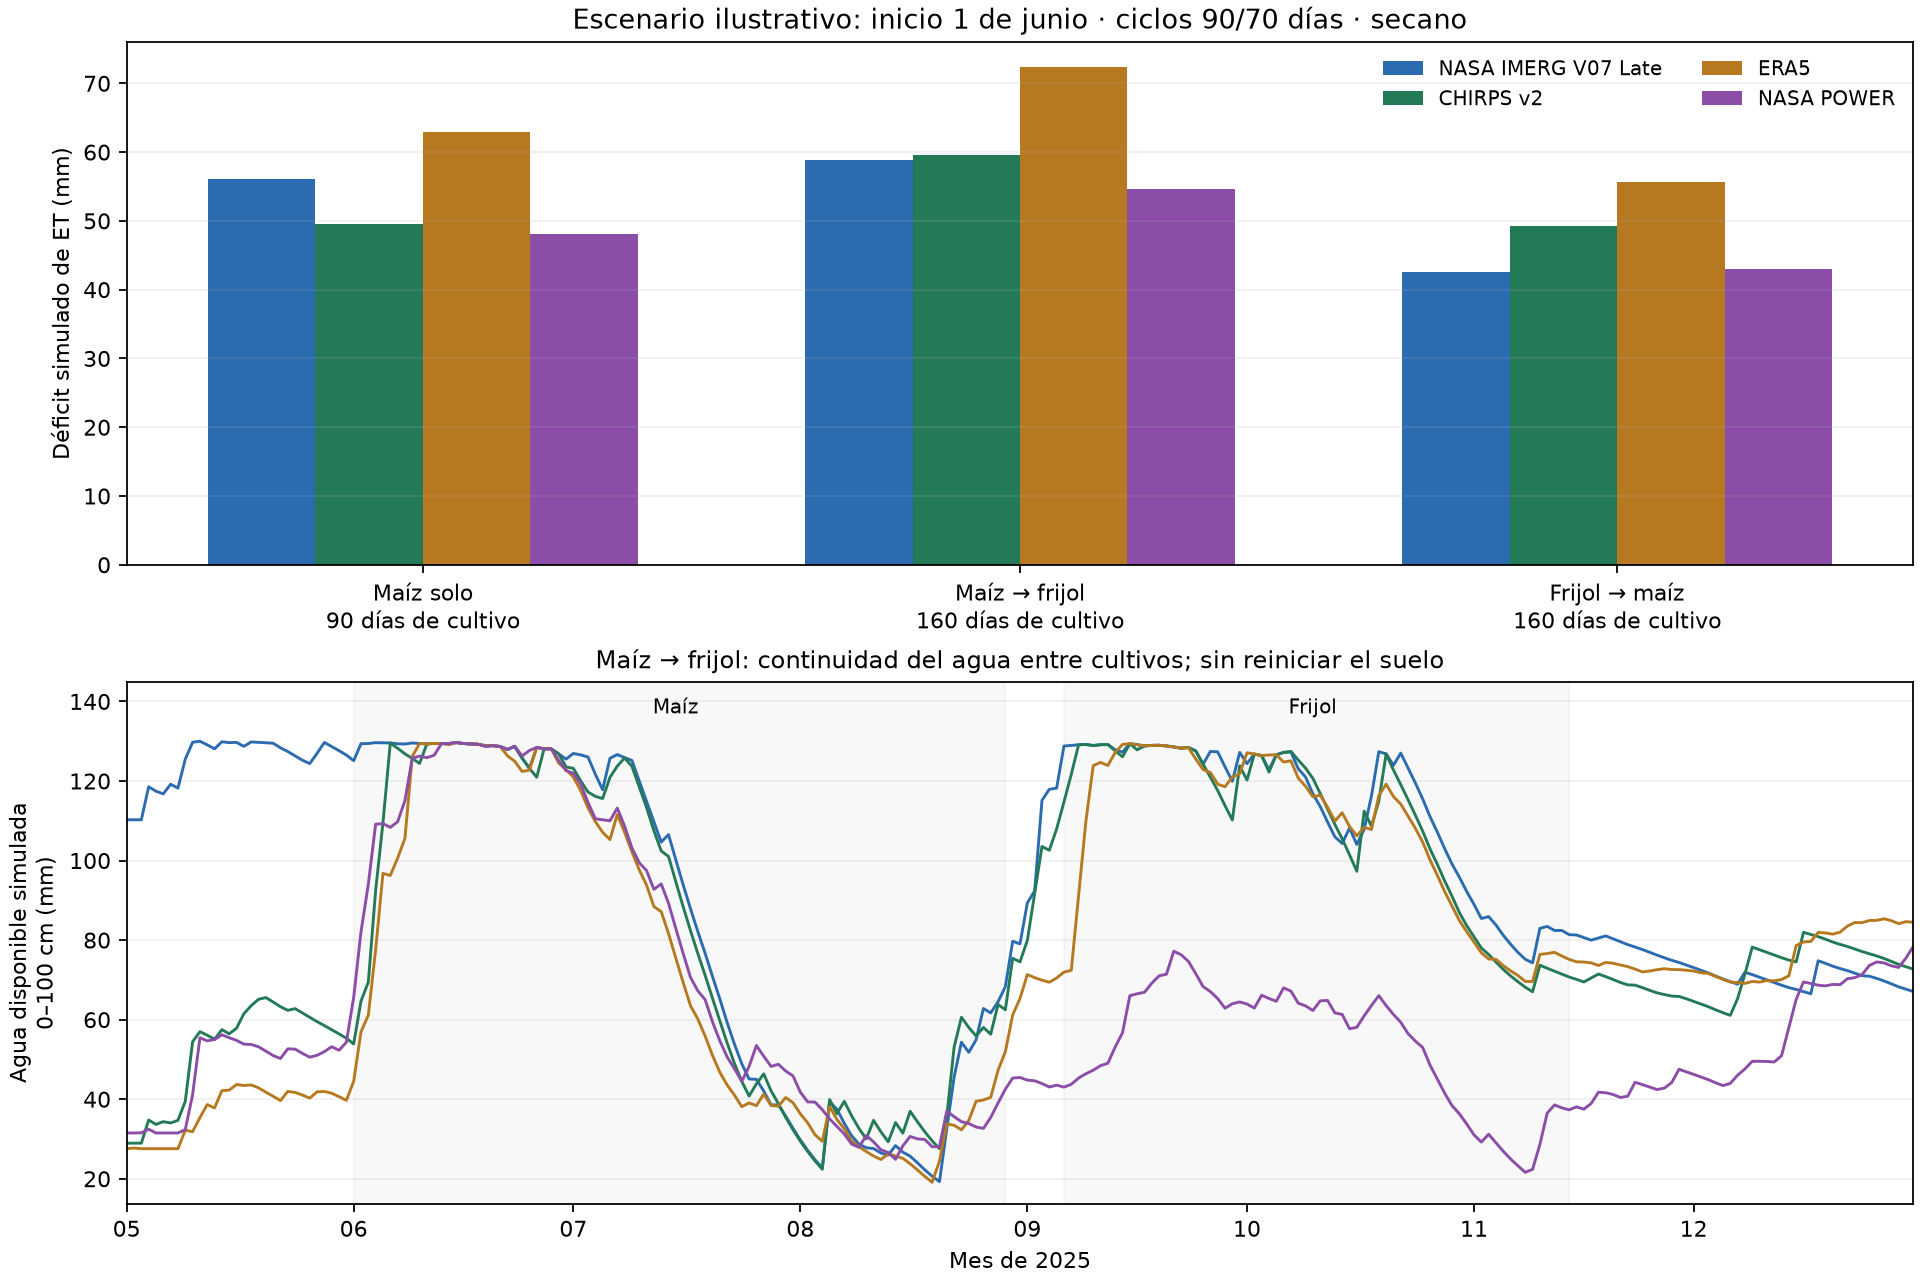 Escenario ilustrativo: inicio 1 de junio · ciclos 90/70 días · secano
NASA IMERG V07 Late
CHIRPS v2
ERA5
NASA POWER
Déficit simulado de ET (mm)
70
60
50
40
30
20
10
0
Maíz solo
90 días de cultivo
Maíz → frijol
160 días de cultivo
Frijol → maíz
160 días de cultivo
Maíz → frijol: continuidad del agua entre cultivos; sin reiniciar el suelo
Maíz
Frijol
Agua disponible simulada
0–100 cm (mm)
140
120
100
80
60
40
20
05
06
07
08
09
10
11
12
Mes de 2025